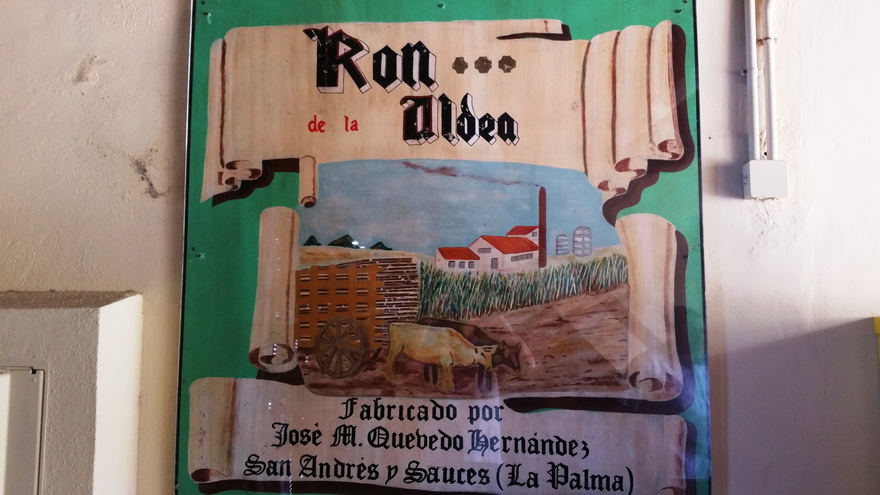 Ron
de la Aldea
Fabricado por
José M. Quevedo Hernández
San Andrés y Sauces (La Palma)